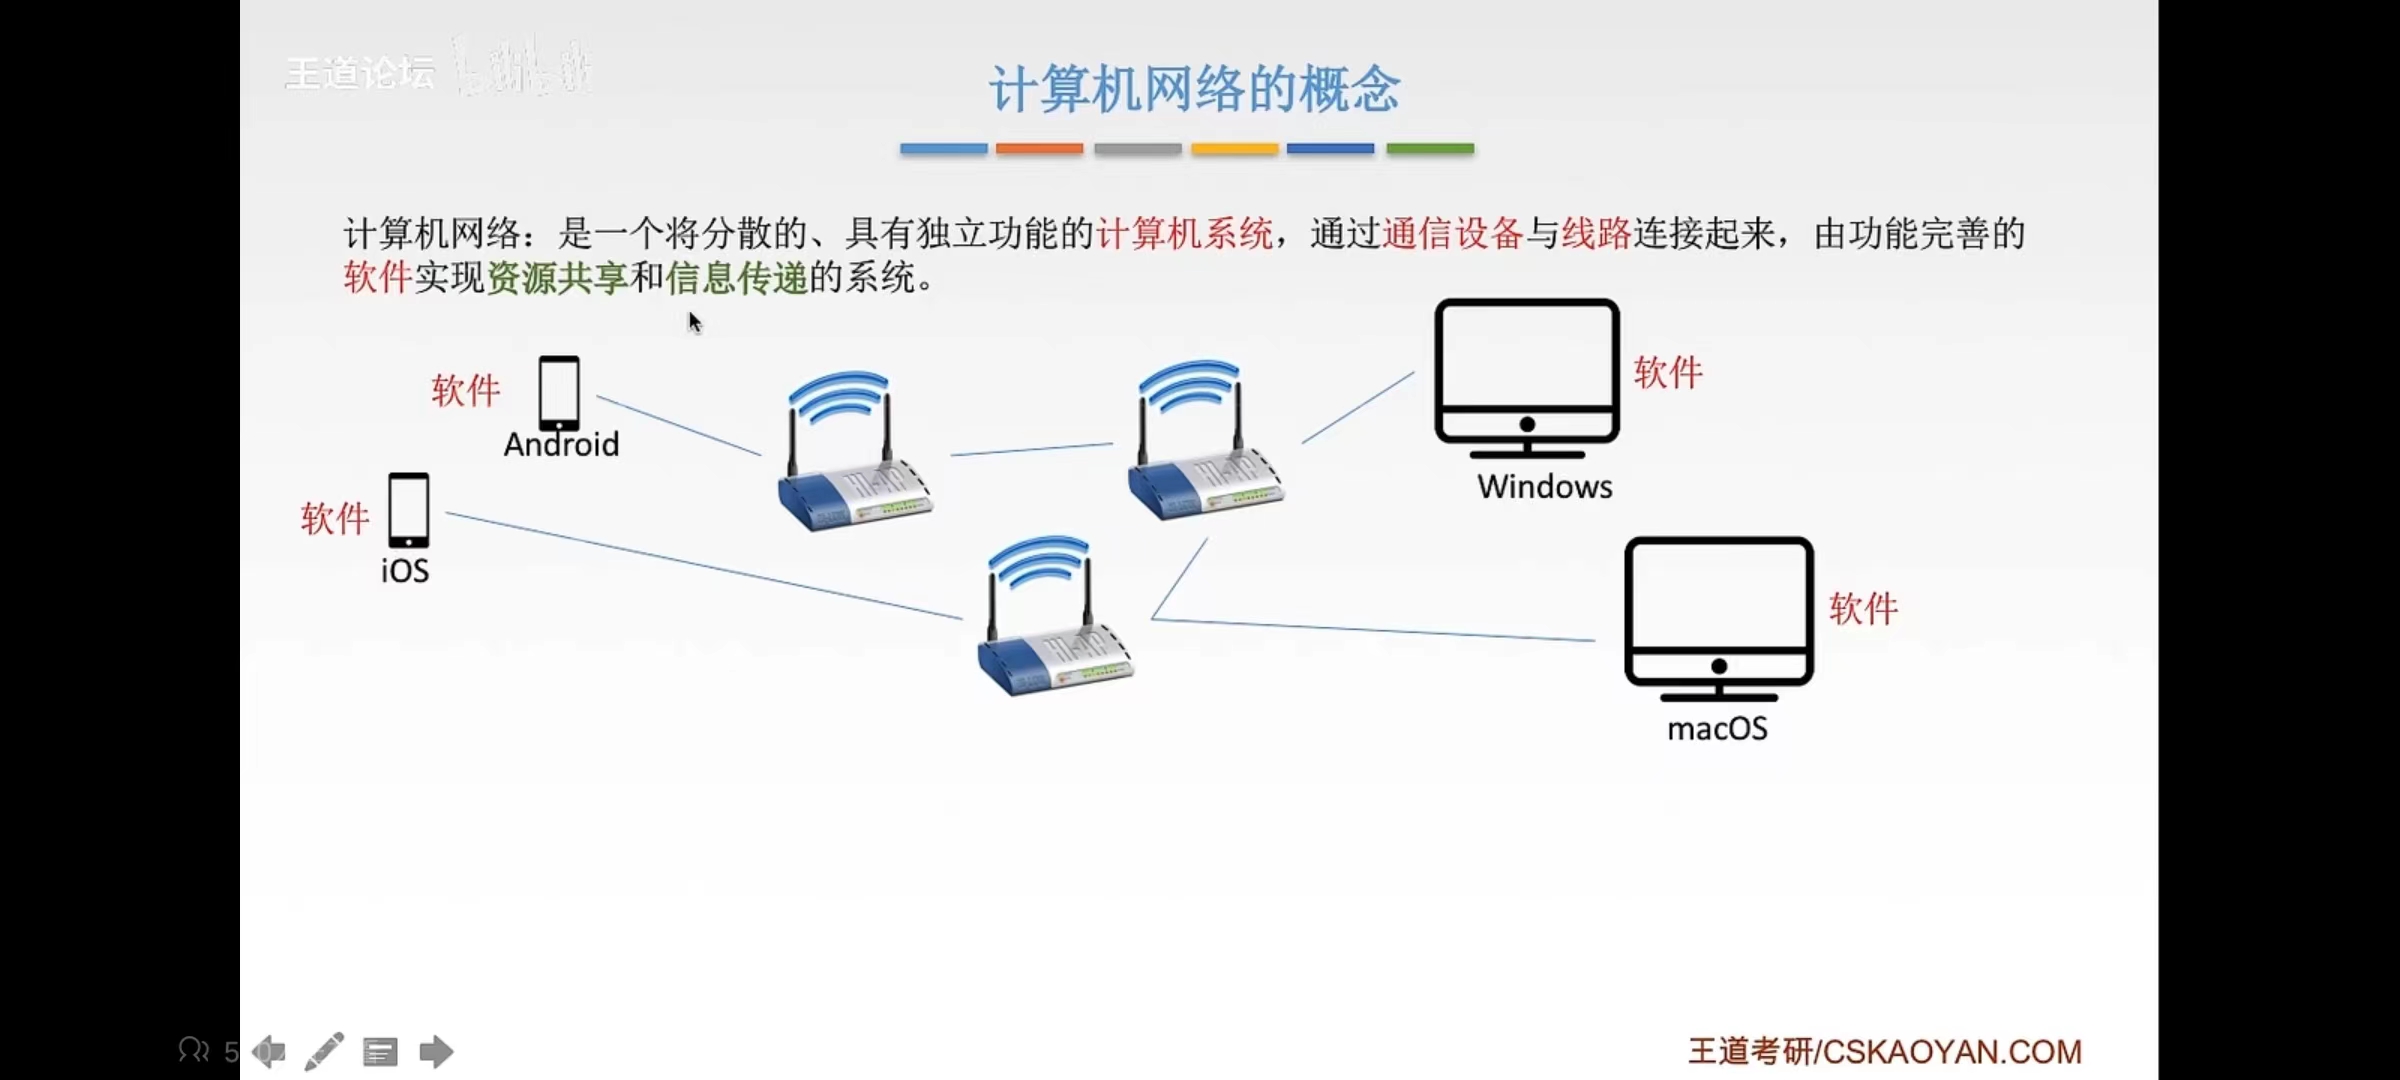 王道论坛 bilibili
计算机网络的概念
计算机网络：是一个将分散的、具有独立功能的计算机系统，通过通信设备与线路连接起来，由功能完善的
软件实现资源共享和信息传递的系统。
软件
Android
软件
iOS
软件
Windows
软件
macOS
王道考研/CSKAOYAN.COM